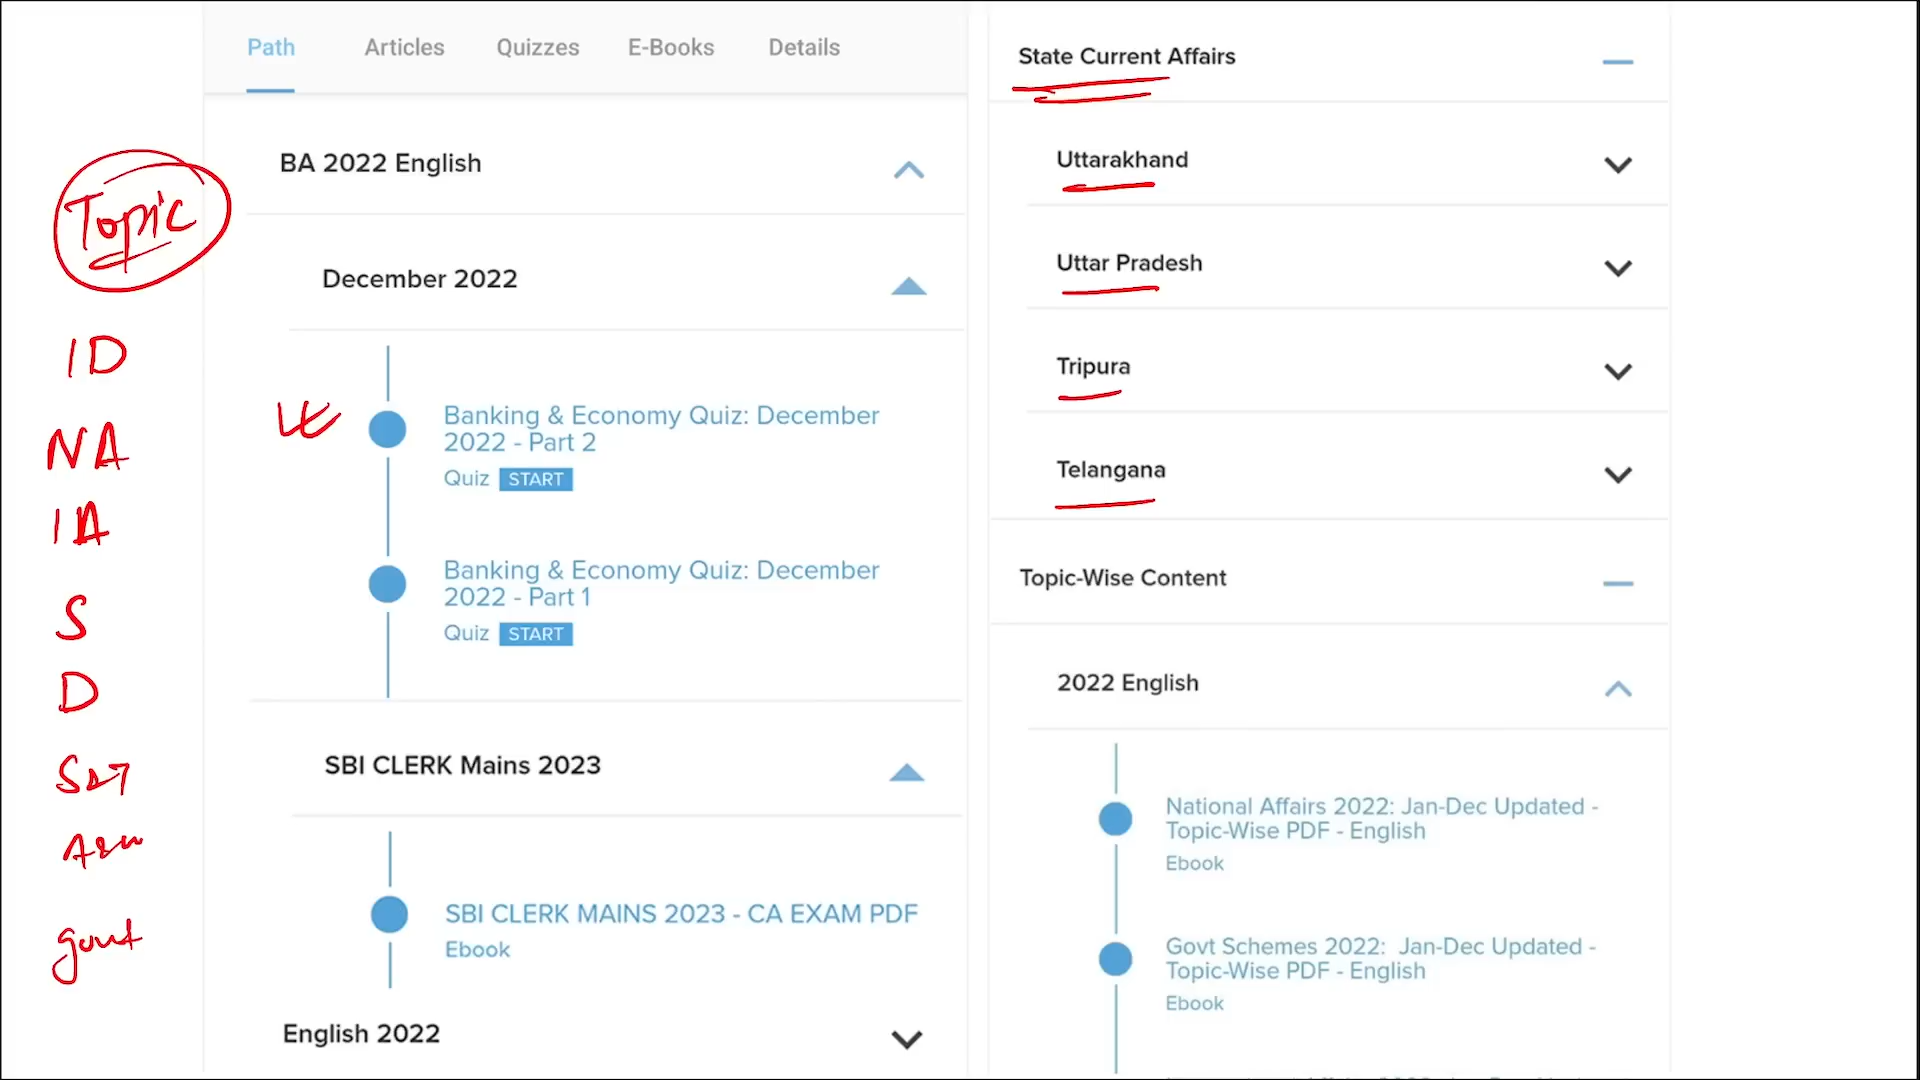 Path Articles Quizzes E-Books Details
BA 2022 English
December 2022
Banking & Economy Quiz: December
2022 - Part 2
Quiz START
Banking & Economy Quiz: December
2022 - Part 1
Quiz START
SBI CLERK Mains 2023
SBI CLERK MAINS 2023 - CA EXAM PDF
Ebook
English 2022
Topic
ID
NA
IA
S
D
govt
State Current Affairs
Uttarakhand
Uttar Pradesh
Tripura
Telangana
Topic-Wise Content
2022 English
National Affairs 2022: Jan-Dec Updated -
Topic-Wise PDF - English
Ebook
Govt Schemes 2022: Jan-Dec Updated -
Topic-Wise PDF - English
Ebook